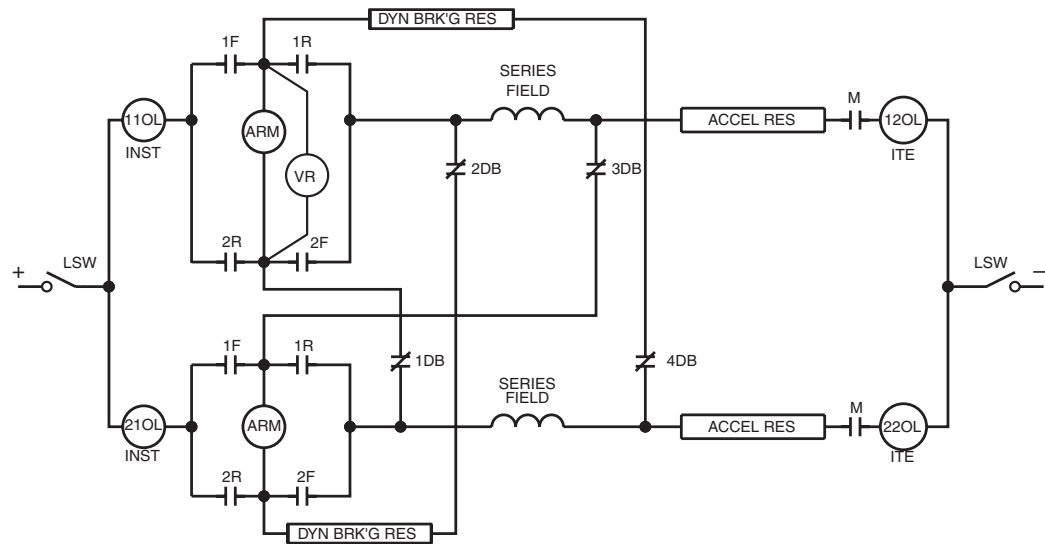 DYN BRK'G RES
1F
1R
SERIES
FIELD
M
11OL
ARM
ACCEL RES
12OL
INST
ITE
VR
2DB
3DB
2R
2F
+
LSW
LSW
−
1F
1R
1DB
4DB
SERIES
FIELD
M
21OL
ARM
ACCEL RES
22OL
INST
ITE
2R
2F
DYN BRK'G RES